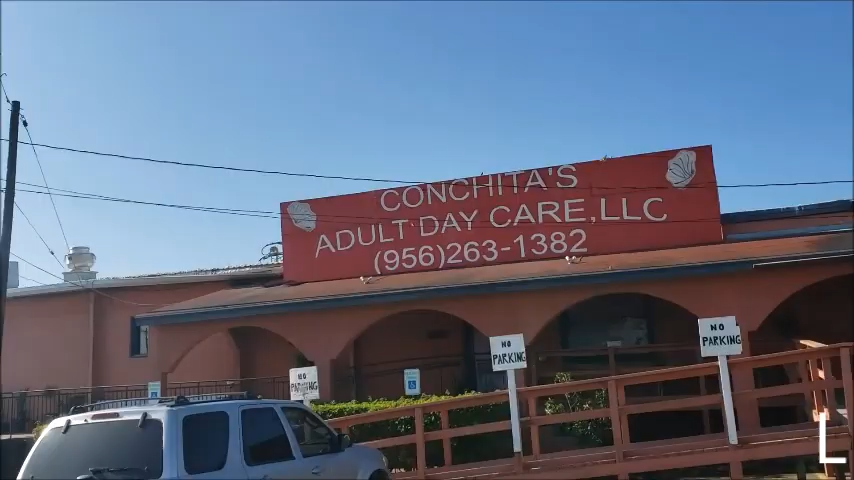 CONCHITA'S
ADULT DAY CARE, LLC
(956)263-1382
NO
PARKING
NO
PARKING
NO
PARKING
L